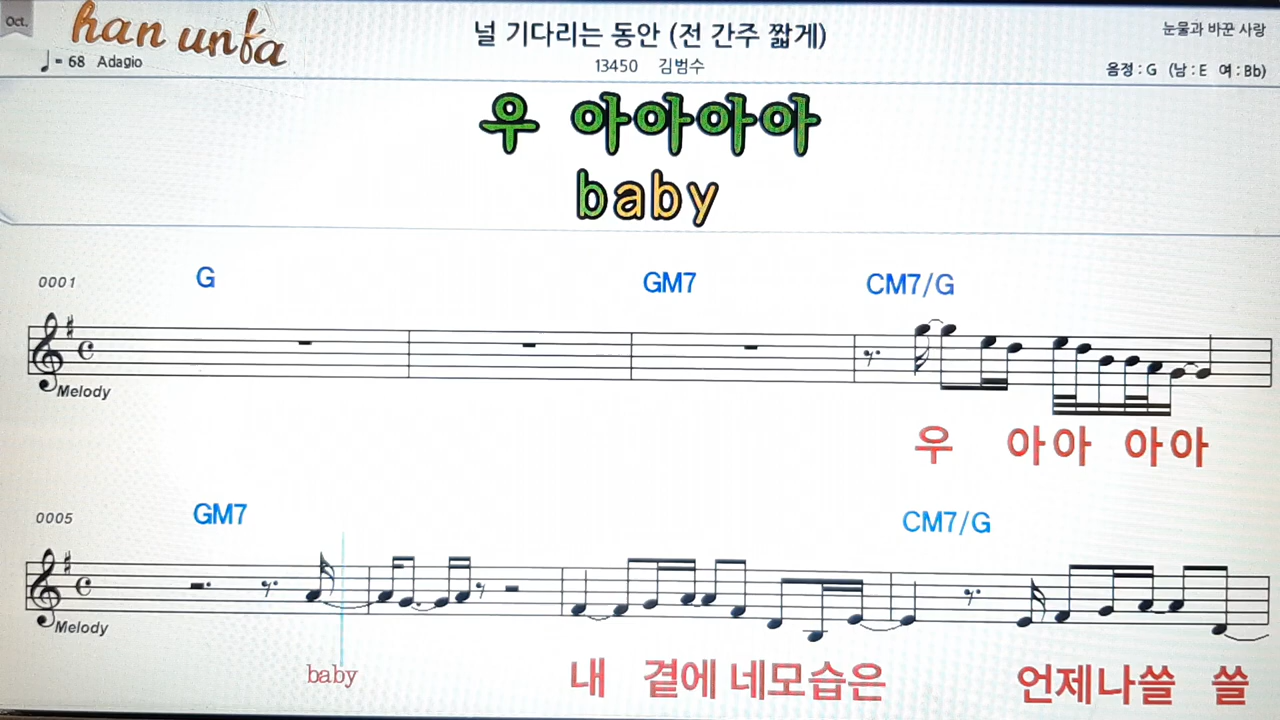 Oct.
han unfa
널 기다리는 동안 (전 간주 짧게)
눈물과 바꾼 사랑
♩ = 68 Adagio
13450 김범수
음정 : G (남 : E 여 : Bb)
우 아아아아
baby
0001 G GM7 CM7/G
Melody
우 아아 아아
0005 GM7 CM7/G
Melody
baby 내 곁에 네모습은 언제나쓸 쓸